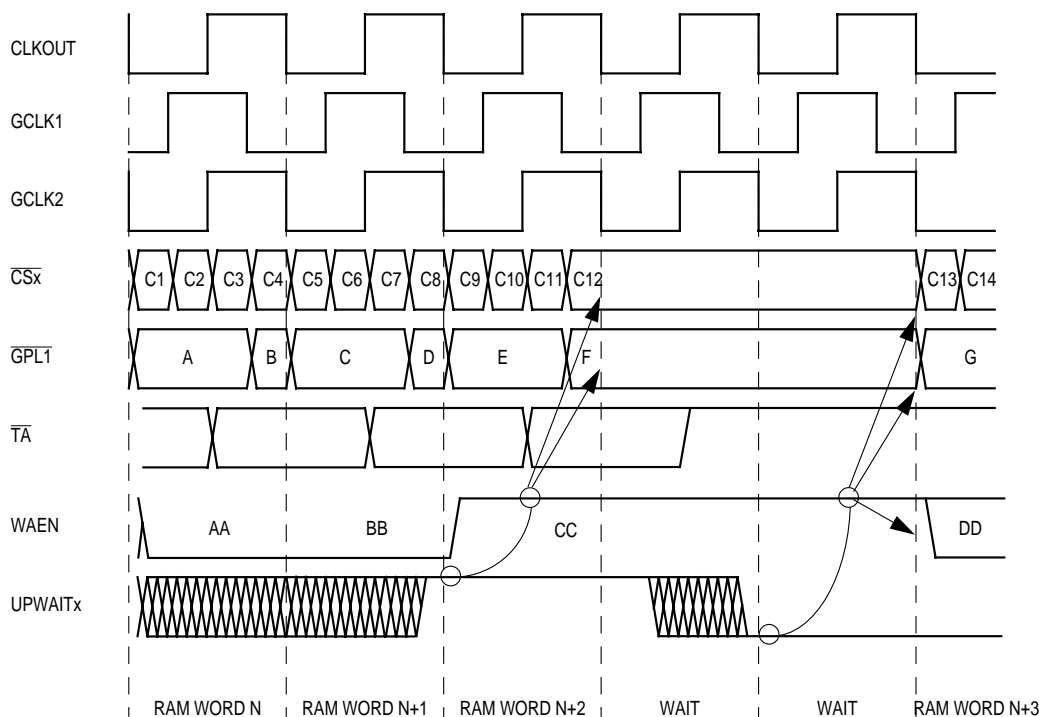 CLKOUT
GCLK1
GCLK2
CSx
C1 C2 C3 C4 C5 C6 C7 C8 C9 C10 C11 C12 C13 C14
GPL1
A B C D E F G
TA
WAEN
AA BB CC DD
UPWAITx
RAM WORD N RAM WORD N+1 RAM WORD N+2 WAIT WAIT RAM WORD N+3